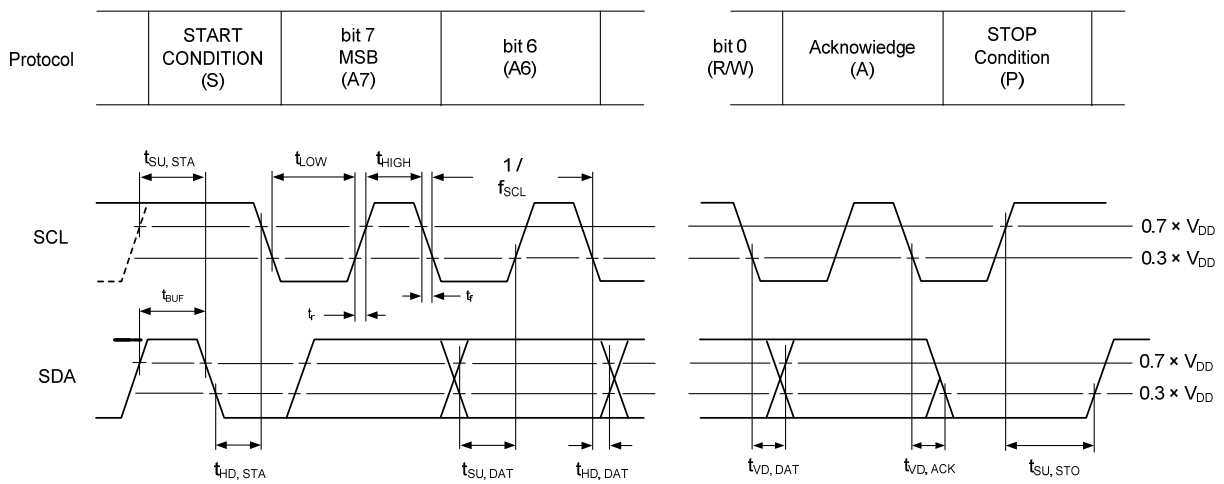 Protocol
START
CONDITION
(S)
bit 7
MSB
(A7)
bit 6
(A6)
bit 0
(R/W)
Acknowiedge
(A)
STOP
Condition
(P)
tSU, STA
tLOW
tHIGH
1 /
fSCL
SCL
0.7 × VDD
0.3 × VDD
tBUF
tr
tf
SDA
0.7 × VDD
0.3 × VDD
tHD, STA
tSU, DAT
tHD, DAT
tVD, DAT
tVD, ACK
tSU, STO